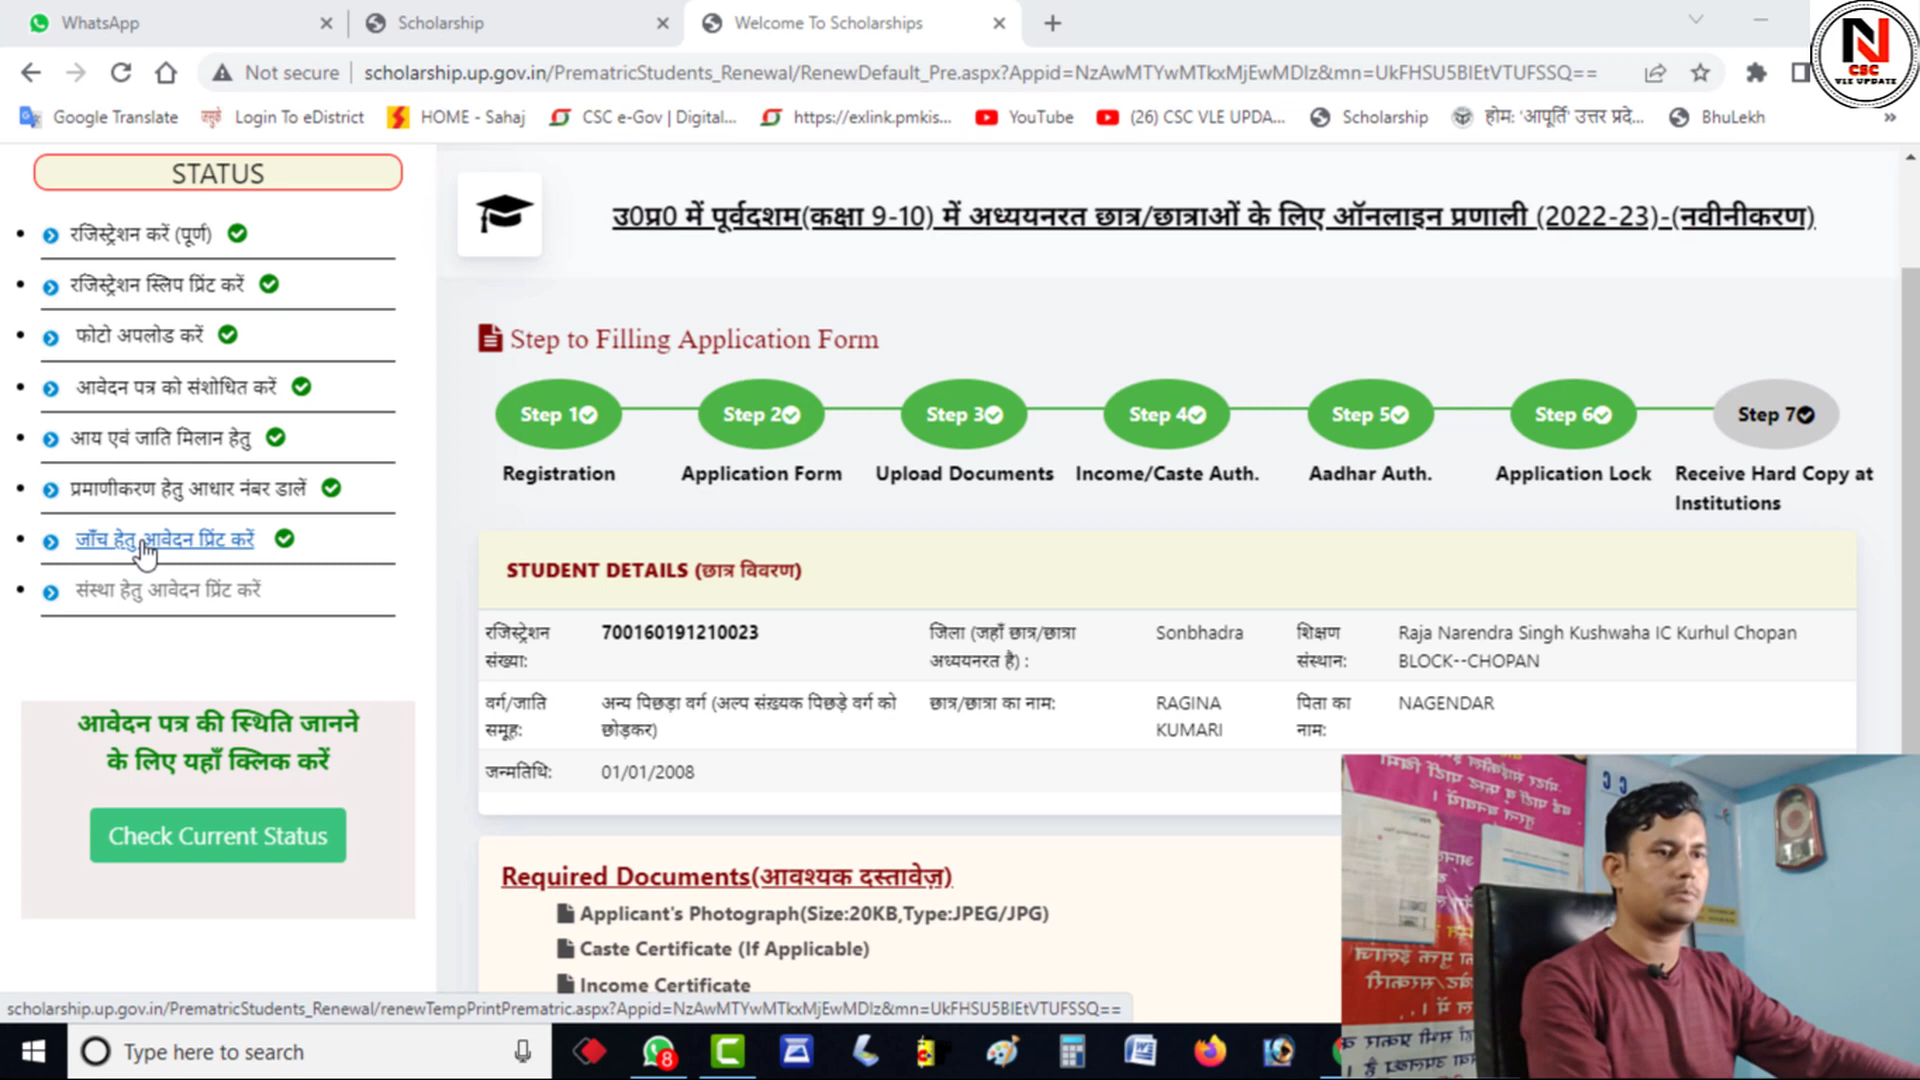 WhatsApp
Scholarship
Welcome To Scholarships
Not secure
scholarship.up.gov.in/PrematricStudents_Renewal/RenewDefault_Pre.aspx?Appid=NzAwMTYwMTkxMjEwMDIz&mn=UkFHSU5BIEtVTUFSSQ==
N
CSC
VLE UPDATE
Google Translate
Login To eDistrict
HOME - Sahaj
CSC e-Gov | Digital...
https://exlink.pmkis...
YouTube
(26) CSC VLE UPDA...
Scholarship
होम: 'आपूर्ति' उत्तर प्रदे...
BhuLekh
»
STATUS
रजिस्ट्रेशन करें (पूर्ण)
रजिस्ट्रेशन स्लिप प्रिंट करें
फोटो अपलोड करें
आवेदन पत्र को संशोधित करें
आय एवं जाति मिलान हेतु
प्रमाणीकरण हेतु आधार नंबर डालें
जाँच हेतु आवेदन प्रिंट करें
संस्था हेतु आवेदन प्रिंट करें
आवेदन पत्र की स्थिति जानने
के लिए यहाँ क्लिक करें
Check Current Status
उ0प्र0 में पूर्वदशम(कक्षा 9-10) में अध्ययनरत छात्र/छात्राओं के लिए ऑनलाइन प्रणाली (2022-23)-(नवीनीकरण)
Step to Filling Application Form
Step 1 Step 2 Step 3 Step 4 Step 5 Step 6 Step 7
Registration Application Form Upload Documents Income/Caste Auth. Aadhar Auth. Application Lock Receive Hard Copy at
Institutions
STUDENT DETAILS (छात्र विवरण)
रजिस्ट्रेशन 700160191210023 जिला (जहाँ छात्र/छात्रा Sonbhadra शिक्षण Raja Narendra Singh Kushwaha IC Kurhul Chopan
संख्या: अध्ययनरत है) : संस्थान: BLOCK--CHOPAN
वर्ग/जाति अन्य पिछड़ा वर्ग (अल्प संख्यक पिछड़े वर्ग को छात्र/छात्रा का नाम: RAGINA पिता का NAGENDAR
समूह: छोड़कर) KUMARI नाम:
जन्मतिथि: 01/01/2008
Required Documents(आवश्यक दस्तावेज़)
Applicant's Photograph(Size:20KB,Type:JPEG/JPG)
Caste Certificate (If Applicable)
Income Certificate
scholarship.up.gov.in/PrematricStudents_Renewal/renewTempPrintPrematric.aspx?Appid=NzAwMTYwMTkxMjEwMDIz&mn=UkFHSU5BIEtVTUFSSQ==
Type here to search
8